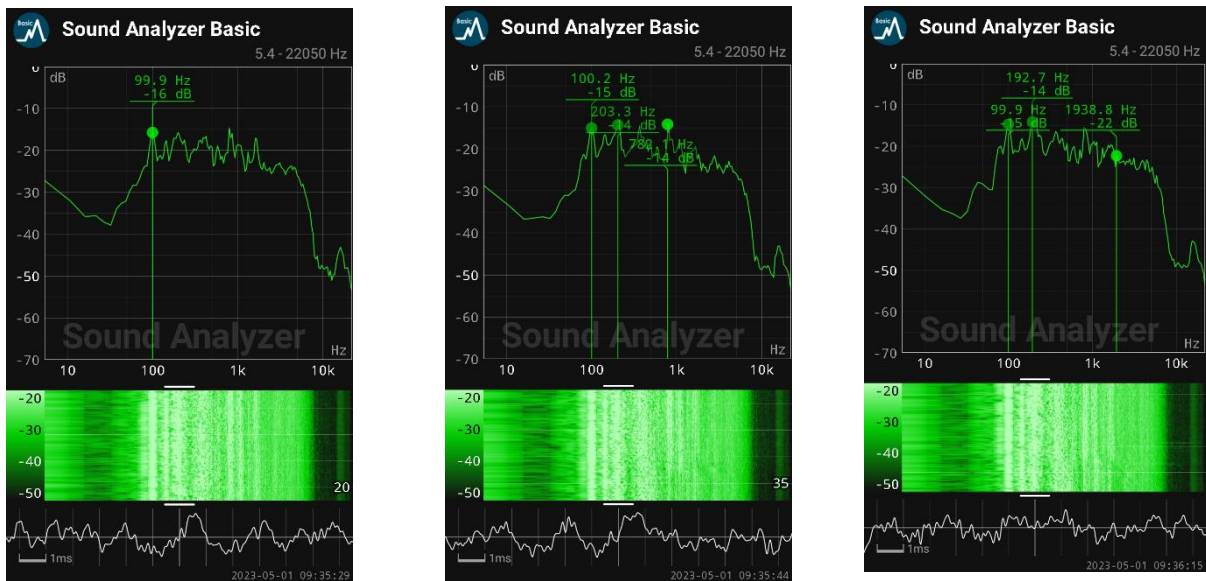 Basic
Sound Analyzer Basic
5.4 - 22050 Hz
0
dB
99.9 Hz
-16 dB
-10
-20
-30
-40
-50
-60
Sound Analyzer
-70
Hz
10 100 1k 10k
-20
-30
-40
-50
20
1ms
2023-05-01 09:35:29
Basic
Sound Analyzer Basic
5.4 - 22050 Hz
0
dB
100.2 Hz
-15 dB
-10
203.3 Hz
-14 dB
782.1 Hz
-14 dB
-20
-30
-40
-50
-60
Sound Analyzer
-70
Hz
10 100 1k 10k
-20
-30
-40
-50
35
1ms
2023-05-01 09:35:44
Basic
Sound Analyzer Basic
5.4 - 22050 Hz
0
dB
192.7 Hz
-14 dB
-10
99.9 Hz 1938.8 Hz
-15 dB -22 dB
-20
-30
-40
-50
-60
Sound Analyzer
-70
Hz
10 100 1k 10k
-20
-30
-40
-50
1ms
2023-05-01 09:36:15